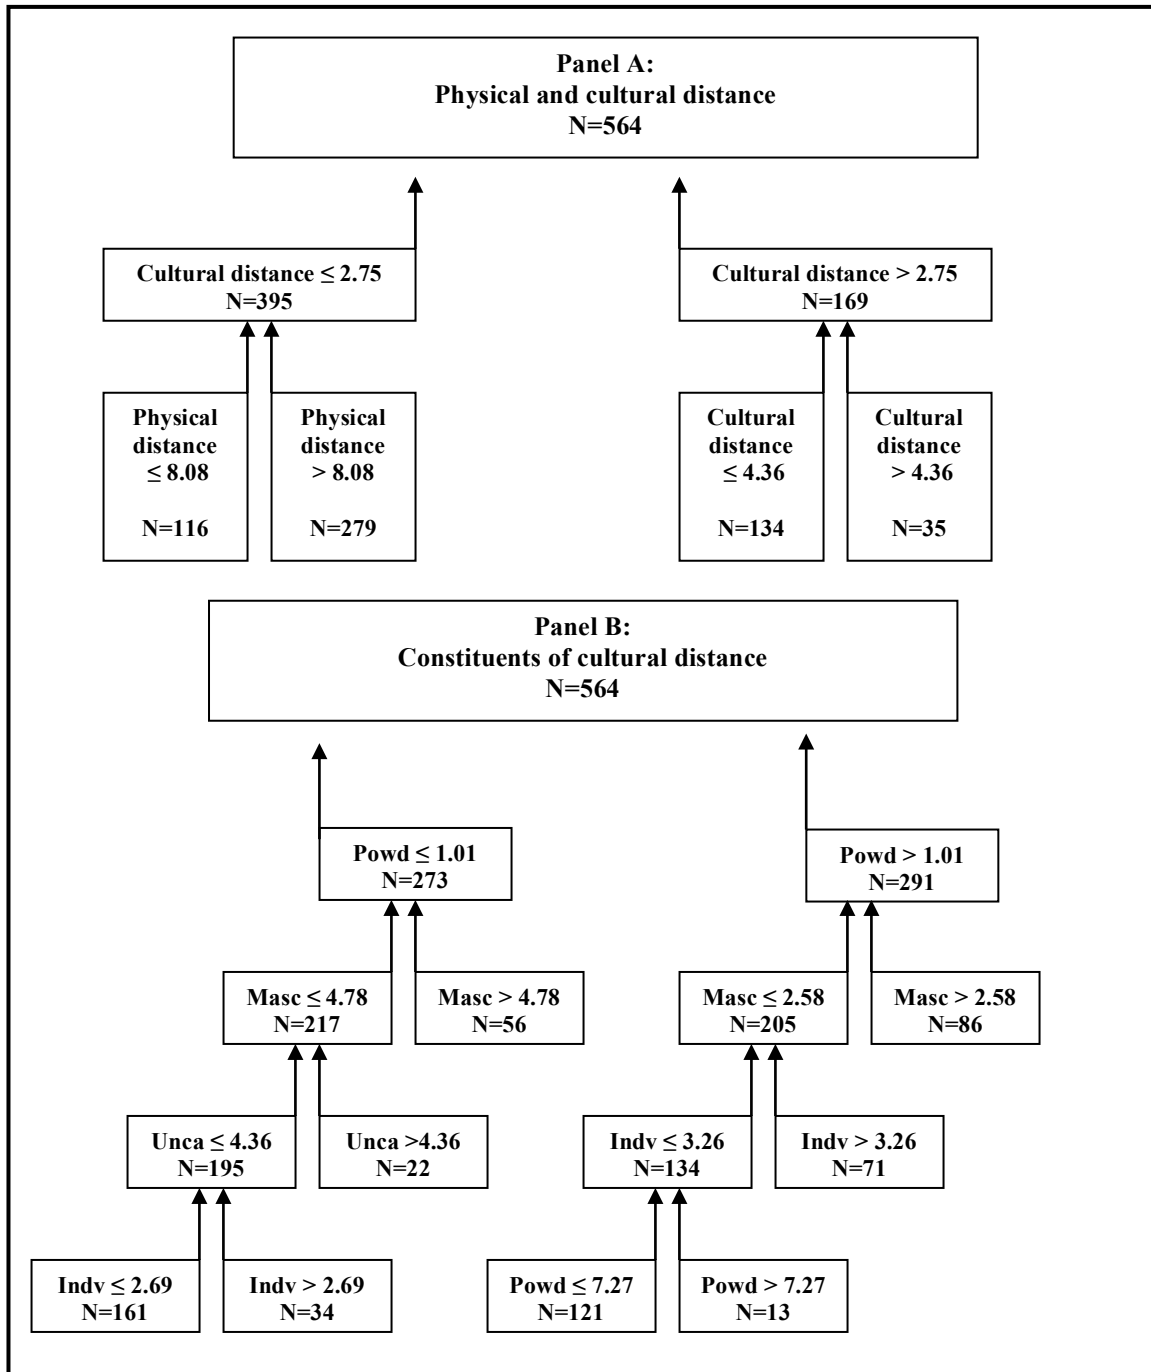 Panel A:
Physical and cultural distance
N=564
Cultural distance ≤ 2.75
N=395
Cultural distance > 2.75
N=169
Physical
distance
≤ 8.08
N=116
Physical
distance
> 8.08
N=279
Cultural
distance
≤ 4.36
N=134
Cultural
distance
> 4.36
N=35
Panel B:
Constituents of cultural distance
N=564
Powd ≤ 1.01
N=273
Powd > 1.01
N=291
Masc ≤ 4.78
N=217
Masc > 4.78
N=56
Masc ≤ 2.58
N=205
Masc > 2.58
N=86
Unca ≤ 4.36
N=195
Unca >4.36
N=22
Indv ≤ 3.26
N=134
Indv > 3.26
N=71
Indv ≤ 2.69
N=161
Indv > 2.69
N=34
Powd ≤ 7.27
N=121
Powd > 7.27
N=13